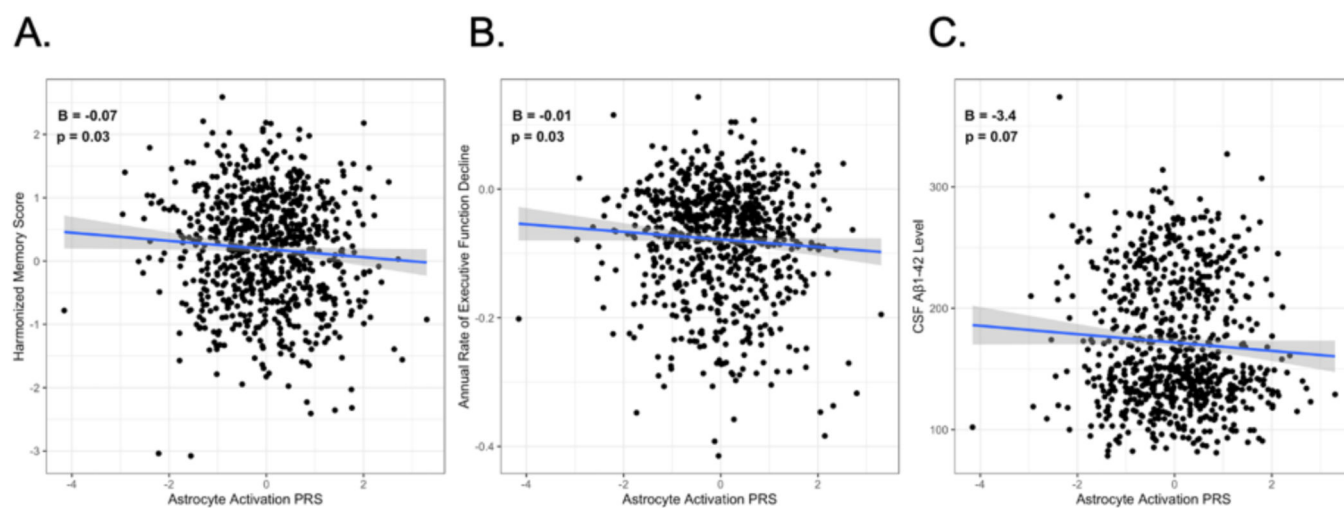 A.
B = -0.07
p = 0.03
Harmonized Memory Score
2
1
0
-1
-2
-3
-4
-2
0
2
Astrocyte Activation PRS
B.
B = -0.01
p = 0.03
Annual Rate of Executive Function Decline
0.0
-0.2
-0.4
-4
-2
0
2
Astrocyte Activation PRS
C.
B = -3.4
p = 0.07
CSF Aβ1-42 Level
300
200
100
-4
-2
0
2
Astrocyte Activation PRS